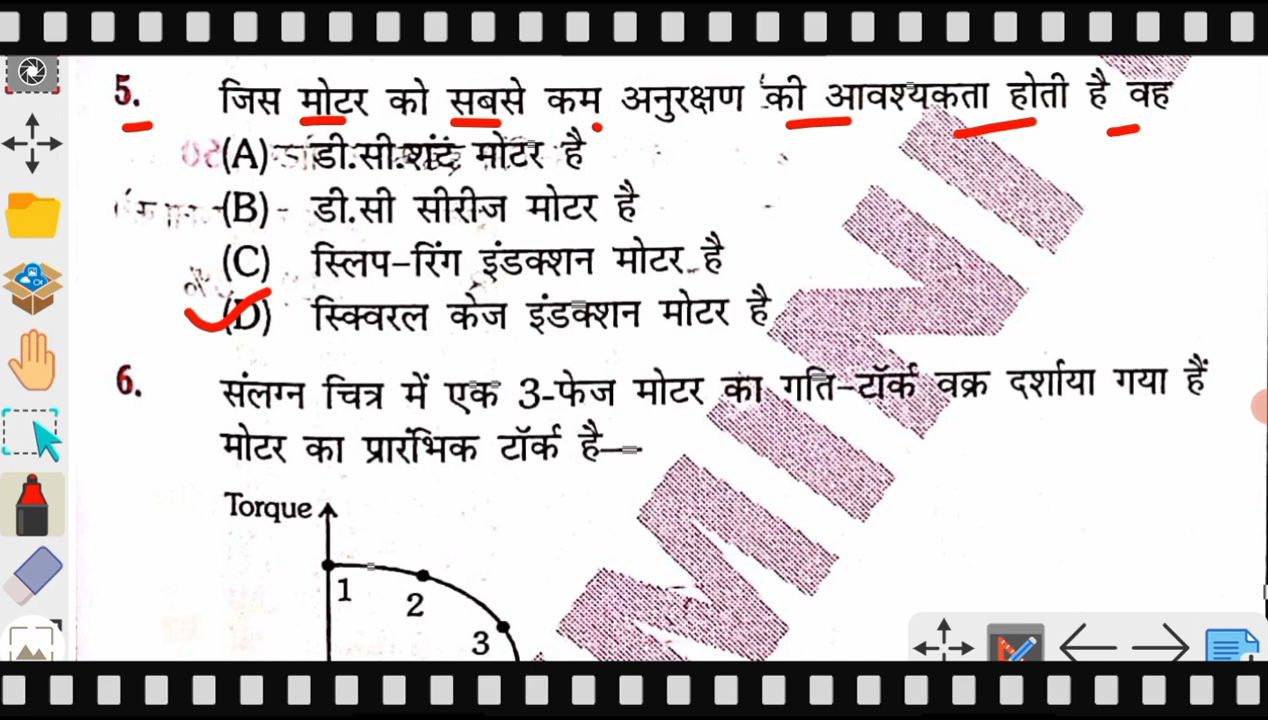 5. जिस मोटर को सबसे कम अनुरक्षण की आवश्यकता होती है वह
(A) डी.सी.शंट मोटर है
(B) डी.सी सीरीज मोटर है
(C) स्लिप-रिंग इंडक्शन मोटर है
(D) स्क्विरल केज इंडक्शन मोटर है
6. संलग्न चित्र में एक 3-फेज मोटर का गति-टॉर्क वक्र दर्शाया गया हैं
मोटर का प्रारंभिक टॉर्क है—
Torque
1
2
3